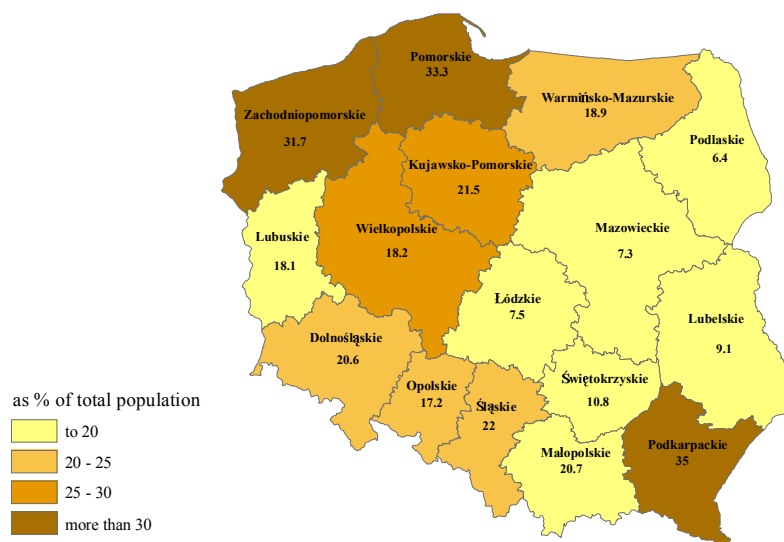 Pomorskie
33.3
Zachodniopomorskie
31.7
Warmińsko-Mazurskie
18.9
Podlaskie
6.4
Kujawsko-Pomorskie
21.5
Wielkopolskie
18.2
Mazowieckie
7.3
Lubuskie
18.1
Łódzkie
7.5
Lubelskie
9.1
Dolnośląskie
20.6
Opolskie
17.2
Śląskie
22
Świętokrzyskie
10.8
Małopolskie
20.7
Podkarpackie
35
as % of total population
to 20
20 - 25
25 - 30
more than 30